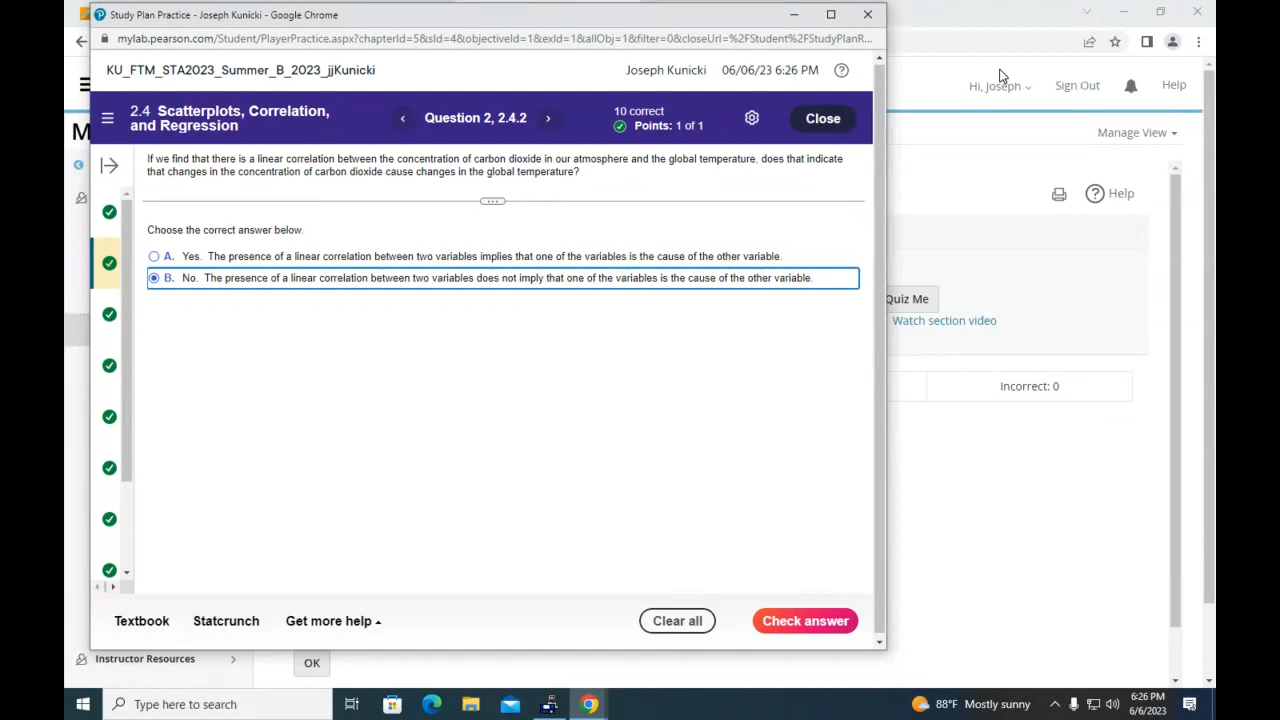 Study Plan Practice - Joseph Kunicki - Google Chrome
mylab.pearson.com/Student/PlayerPractice.aspx?chapterId=5&sId=4&objectiveId=1&exId=1&allObj=1&filter=0&closeUrl=%2FStudent%2FStudyPlanR...
KU_FTM_STA2023_Summer_B_2023_jjKunicki
Joseph Kunicki 06/06/23 6:26 PM
Hi, Joseph Sign Out Help
2.4 Scatterplots, Correlation,
and Regression
Question 2, 2.4.2
10 correct
Points: 1 of 1
Close
M
Manage View
If we find that there is a linear correlation between the concentration of carbon dioxide in our atmosphere and the global temperature, does that indicate
that changes in the concentration of carbon dioxide cause changes in the global temperature?
Help
Choose the correct answer below.
A. Yes. The presence of a linear correlation between two variables implies that one of the variables is the cause of the other variable.
B. No. The presence of a linear correlation between two variables does not imply that one of the variables is the cause of the other variable.
Quiz Me
Watch section video
Incorrect: 0
Textbook Statcrunch Get more help
Clear all
Check answer
Instructor Resources
OK
Type here to search
88°F Mostly sunny
6:26 PM
6/6/2023